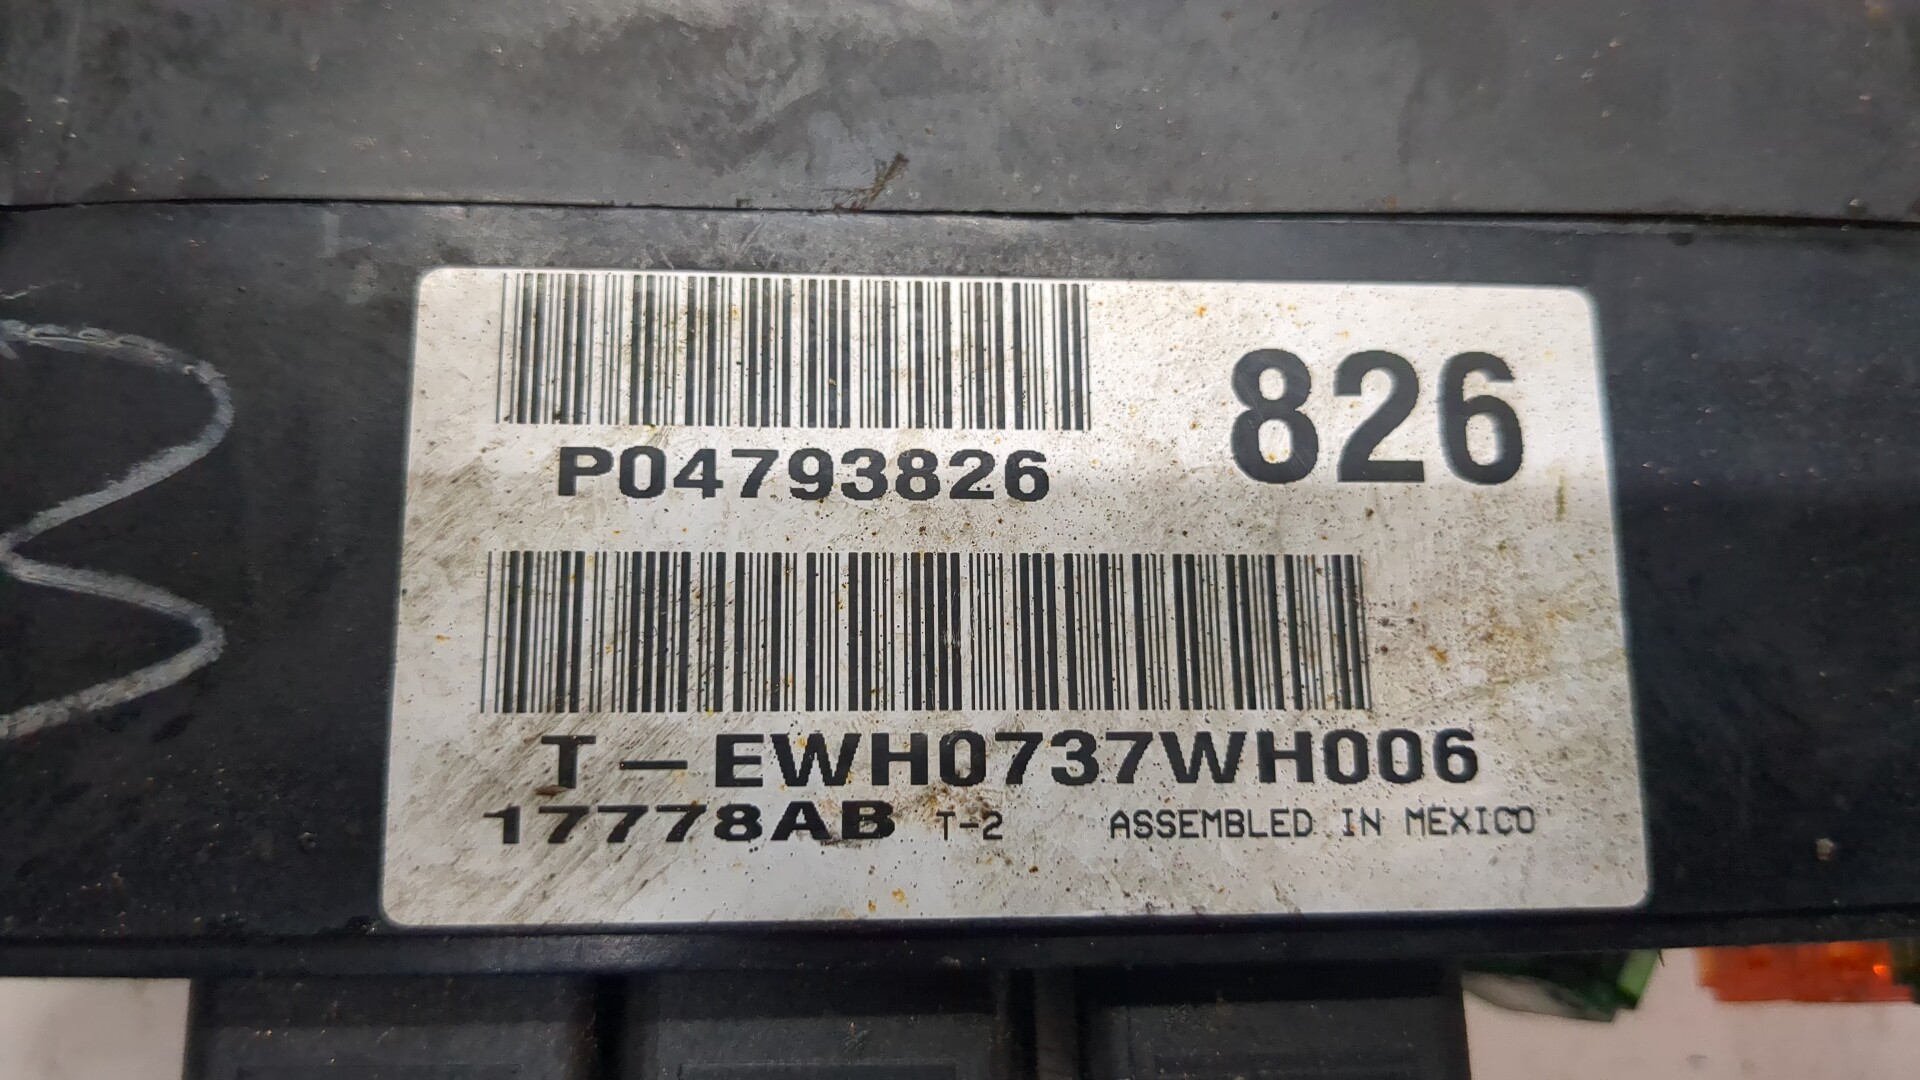 826
P04793826
T-EWH0737WH006
17778AB T-2 ASSEMBLED IN MEXICO